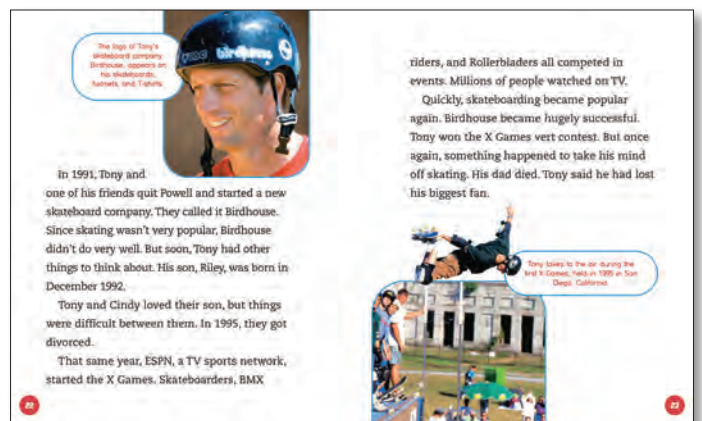 The logo of Tony's
skateboard company,
Birdhouse, appears on
his skateboards,
helmets, and T-shirts.
birdhouse
In 1991, Tony and
one of his friends quit Powell and started a new
skateboard company. They called it Birdhouse.
Since skating wasn't very popular, Birdhouse
didn't do very well. But soon, Tony had other
things to think about. His son, Riley, was born in
December 1992.
Tony and Cindy loved their son, but things
were difficult between them. In 1995, they got
divorced.
That same year, ESPN, a TV sports network,
started the X Games. Skateboarders, BMX
22
riders, and Rollerbladers all competed in
events. Millions of people watched on TV.
Quickly, skateboarding became popular
again. Birdhouse became hugely successful.
Tony won the X Games vert contest. But once
again, something happened to take his mind
off skating. His dad died. Tony said he had lost
his biggest fan.
Tony takes to the air during the
first X Games, held in 1995 in San
Diego, California.
23